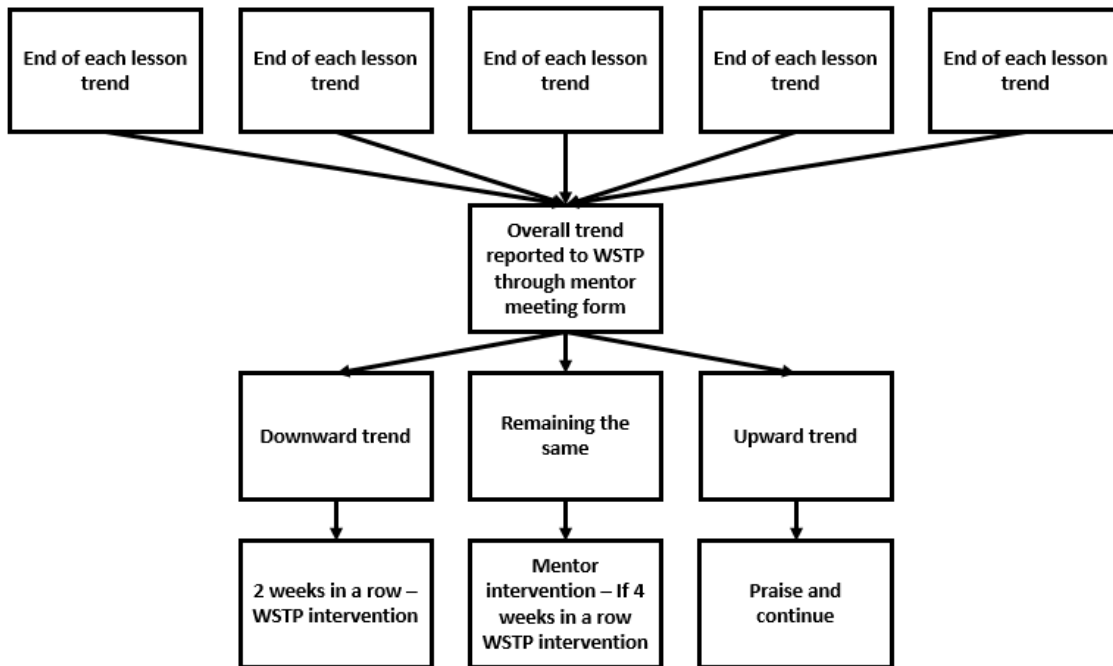 End of each lesson
trend
End of each lesson
trend
End of each lesson
trend
End of each lesson
trend
End of each lesson
trend
Overall trend
reported to WSTP
through mentor
meeting form
Downward trend
Remaining the
same
Upward trend
2 weeks in a row –
WSTP intervention
Mentor
intervention – If 4
weeks in a row
WSTP intervention
Praise and
continue